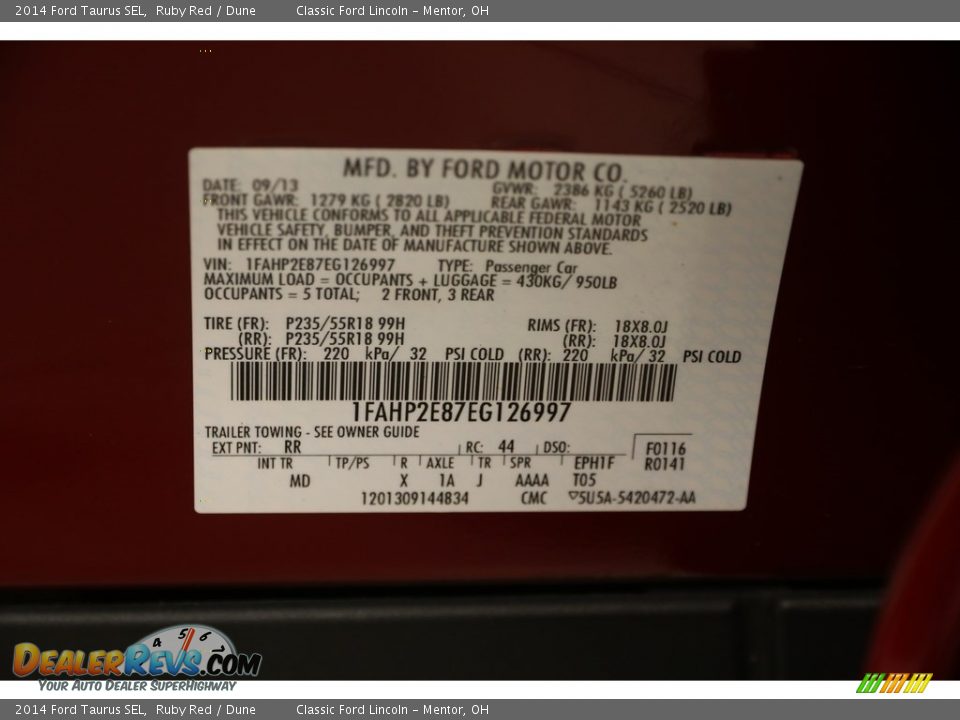 2014 Ford Taurus SEL, Ruby Red / Dune Classic Ford Lincoln - Mentor, OH
MFD. BY FORD MOTOR CO.
DATE: 09/13 GVWR: 2386 KG ( 5260 LB)
FRONT GAWR: 1279 KG ( 2820 LB) REAR GAWR: 1143 KG ( 2520 LB)
THIS VEHICLE CONFORMS TO ALL APPLICABLE FEDERAL MOTOR
VEHICLE SAFETY, BUMPER, AND THEFT PREVENTION STANDARDS
IN EFFECT ON THE DATE OF MANUFACTURE SHOWN ABOVE.
VIN: 1FAHP2E87EG126997 TYPE: Passenger Car
MAXIMUM LOAD = OCCUPANTS + LUGGAGE = 430KG/ 950LB
OCCUPANTS = 5 TOTAL; 2 FRONT, 3 REAR
TIRE (FR): P235/55R18 99H RIMS (FR): 18X8.0J
(RR): P235/55R18 99H (RR): 18X8.0J
PRESSURE (FR): 220 kPa/ 32 PSI COLD (RR): 220 kPa/ 32 PSI COLD
1FAHP2E87EG126997
TRAILER TOWING - SEE OWNER GUIDE
EXT PNT: RR RC: 44 DSO: F0116
INT TR TP/PS R AXLE TR SPR EPH1F R0141
MD X 1A J AAAA T05
1201309144834 CMC 5U5A-5420472-AA
4 5 6 7
DEALERREVS.COM
YOUR AUTO DEALER SUPERHIGHWAY
2014 Ford Taurus SEL, Ruby Red / Dune Classic Ford Lincoln - Mentor, OH